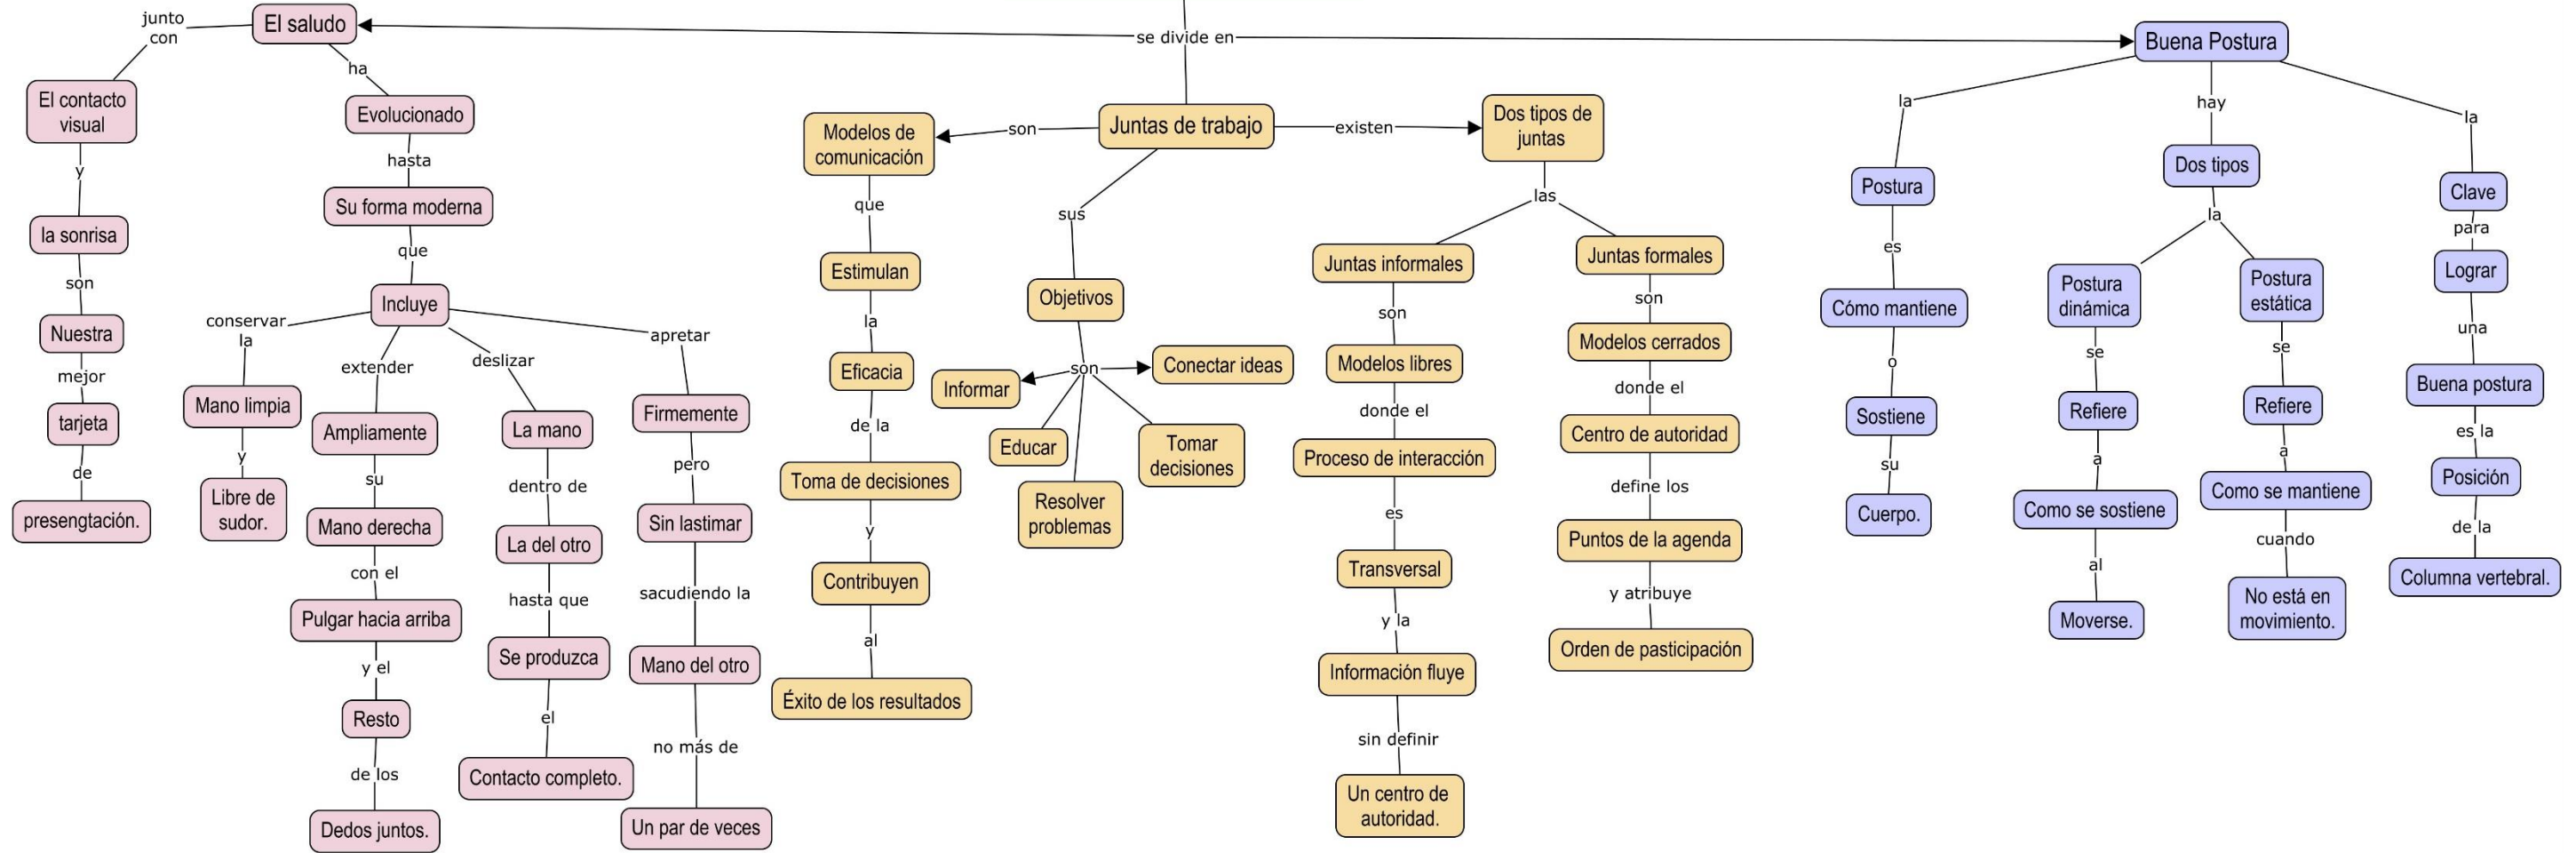 se divide en
El saludo
junto
con
El contacto
visual
y
la sonrisa
son
Nuestra
mejor
tarjeta
de
presengtación.
ha
Evolucionado
hasta
Su forma moderna
que
Incluye
conservar
la
Mano limpia
y
Libre de
sudor.
extender
Ampliamente
su
Mano derecha
con el
Pulgar hacia arriba
y el
Resto
de los
Dedos juntos.
deslizar
La mano
dentro de
La del otro
hasta que
Se produzca
el
Contacto completo.
apretar
Firmemente
pero
Sin lastimar
sacudiendo la
Mano del otro
no más de
Un par de veces
Juntas de trabajo
son
Modelos de
comunicación
que
Estimulan
la
Eficacia
de la
Toma de decisiones
y
Contribuyen
al
Éxito de los resultados
sus
Objetivos
son
Informar
Educar
Resolver
problemas
Tomar
decisiones
Conectar ideas
existen
Dos tipos de
juntas
las
Juntas informales
son
Modelos libres
donde el
Proceso de interacción
es
Transversal
y la
Información fluye
sin definir
Un centro de
autoridad.
Juntas formales
son
Modelos cerrados
donde el
Centro de autoridad
define los
Puntos de la agenda
y atribuye
Orden de pasticipación
Buena Postura
la
Postura
es
Cómo mantiene
o
Sostiene
su
Cuerpo.
hay
Dos tipos
la
Postura
dinámica
se
Refiere
a
Como se sostiene
al
Moverse.
Postura
estática
se
Refiere
a
Como se mantiene
cuando
No está en
movimiento.
la
Clave
para
Lograr
una
Buena postura
es la
Posición
de la
Columna vertebral.